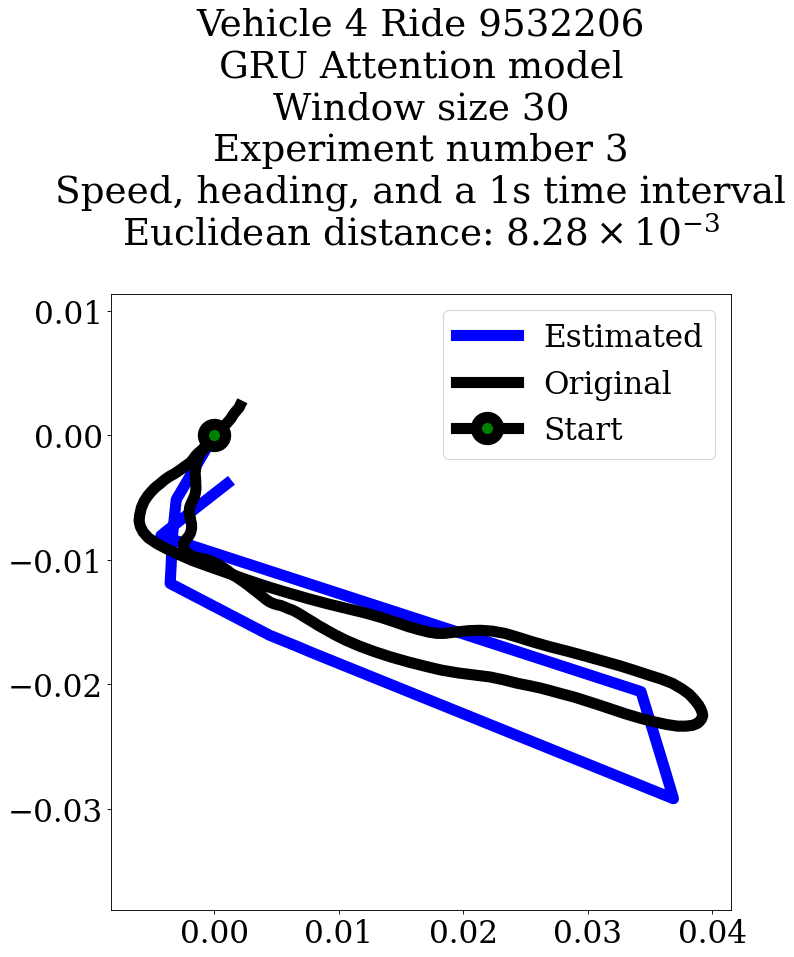 Vehicle 4 Ride 9532206
GRU Attention model
Window size 30
Experiment number 3
Speed, heading, and a 1s time interval
Euclidean distance: 8.28 × 10⁻³
Estimated
Original
Start
0.01
0.00
−0.01
−0.02
−0.03
0.00 0.01 0.02 0.03 0.04